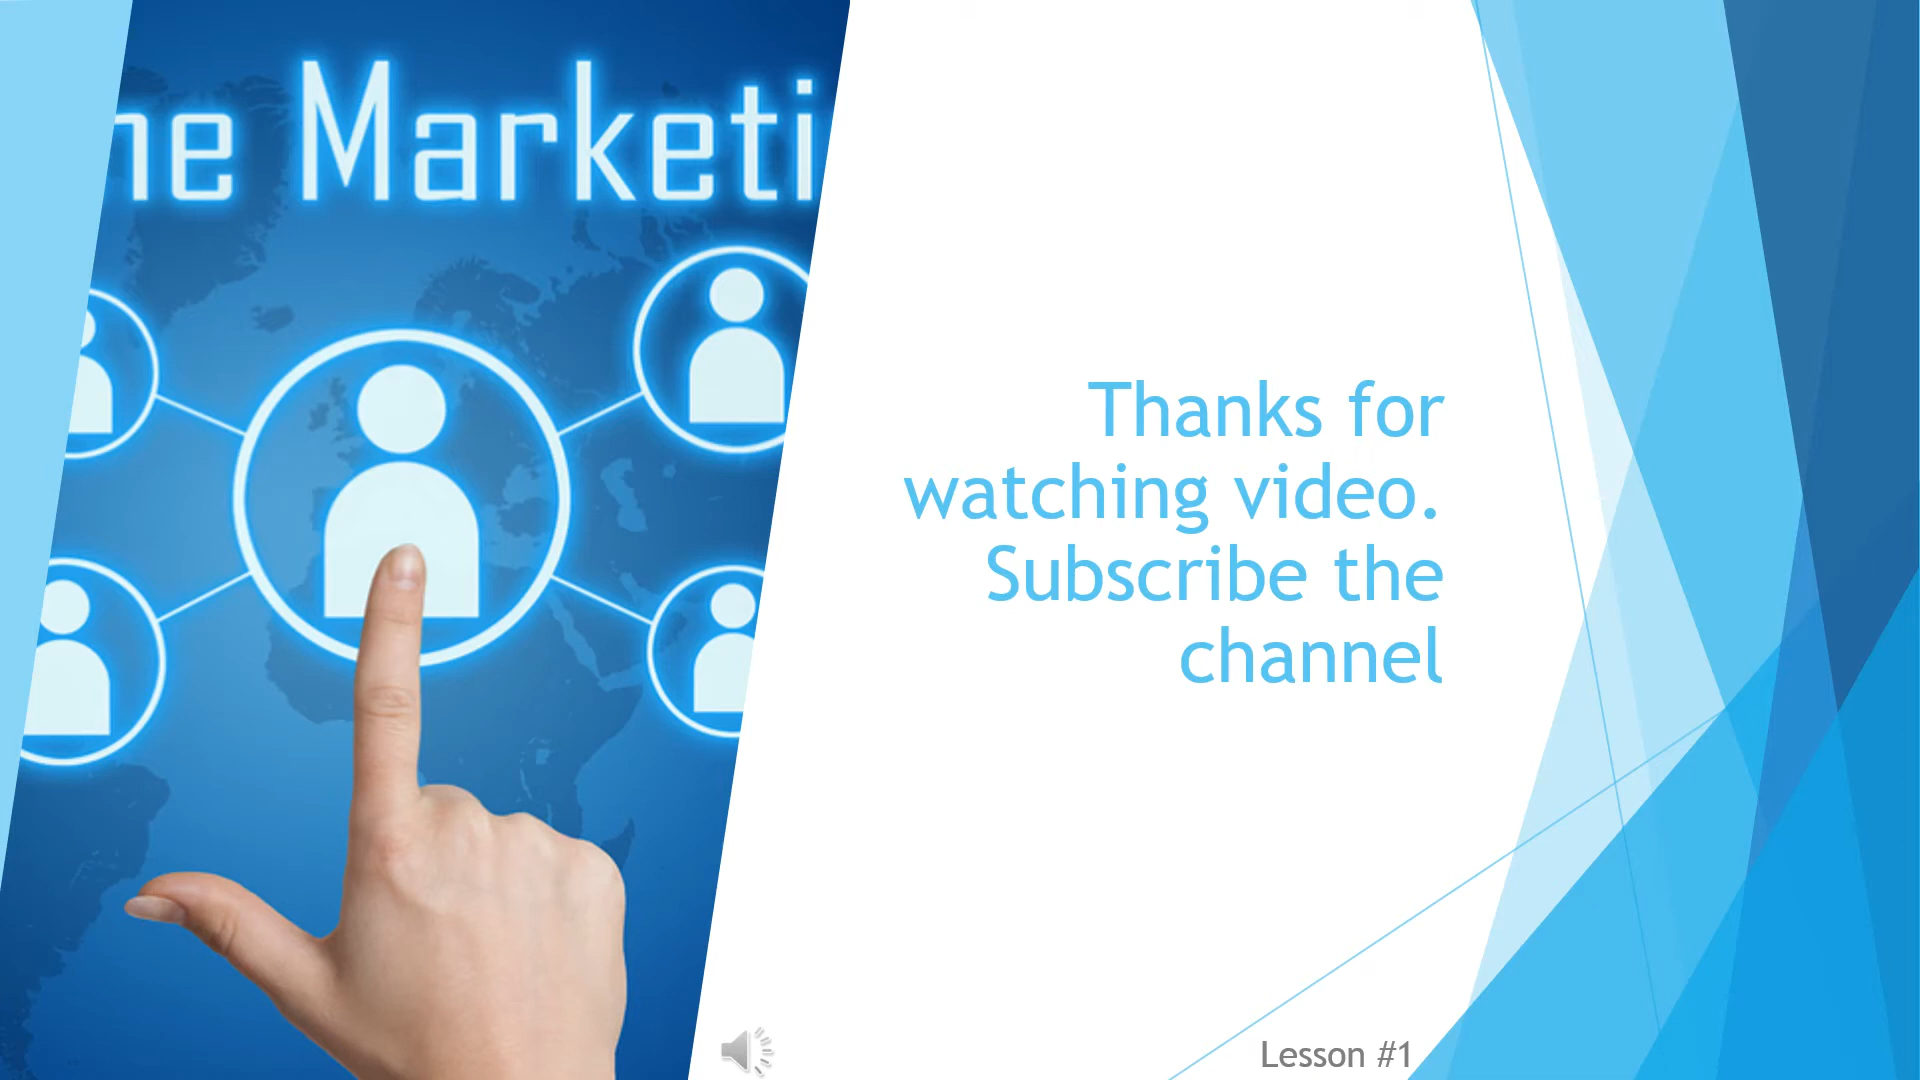 ne Marketi
Thanks for
watching video.
Subscribe the
channel
Lesson #1